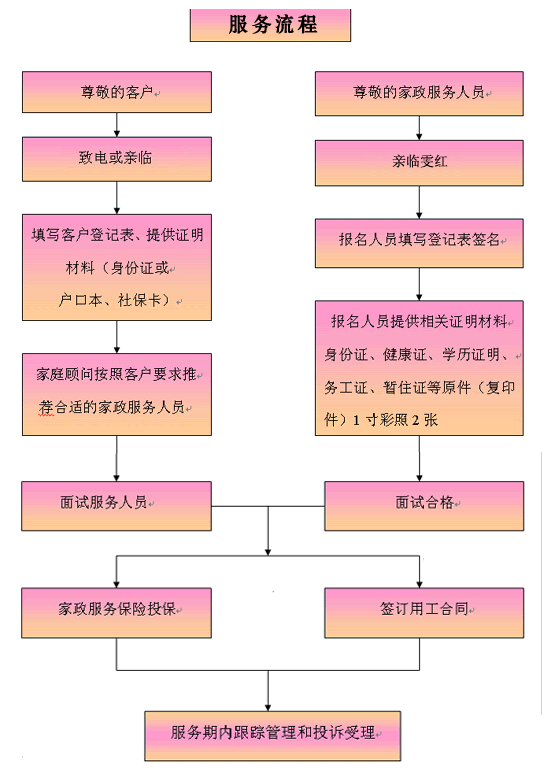 服务流程
尊敬的客户
致电或亲临
填写客户登记表、提供证明
材料（身份证或
户口本、社保卡）
家庭顾问按照客户要求推
荐合适的家政服务人员
面试服务人员
尊敬的家政服务人员
亲临雯红
报名人员填写登记表签名
报名人员提供相关证明材料
身份证、健康证、学历证明、
务工证、暂住证等原件（复印
件）1寸彩照2张
面试合格
家政服务保险投保
签订用工合同
服务期内跟踪管理和投诉受理